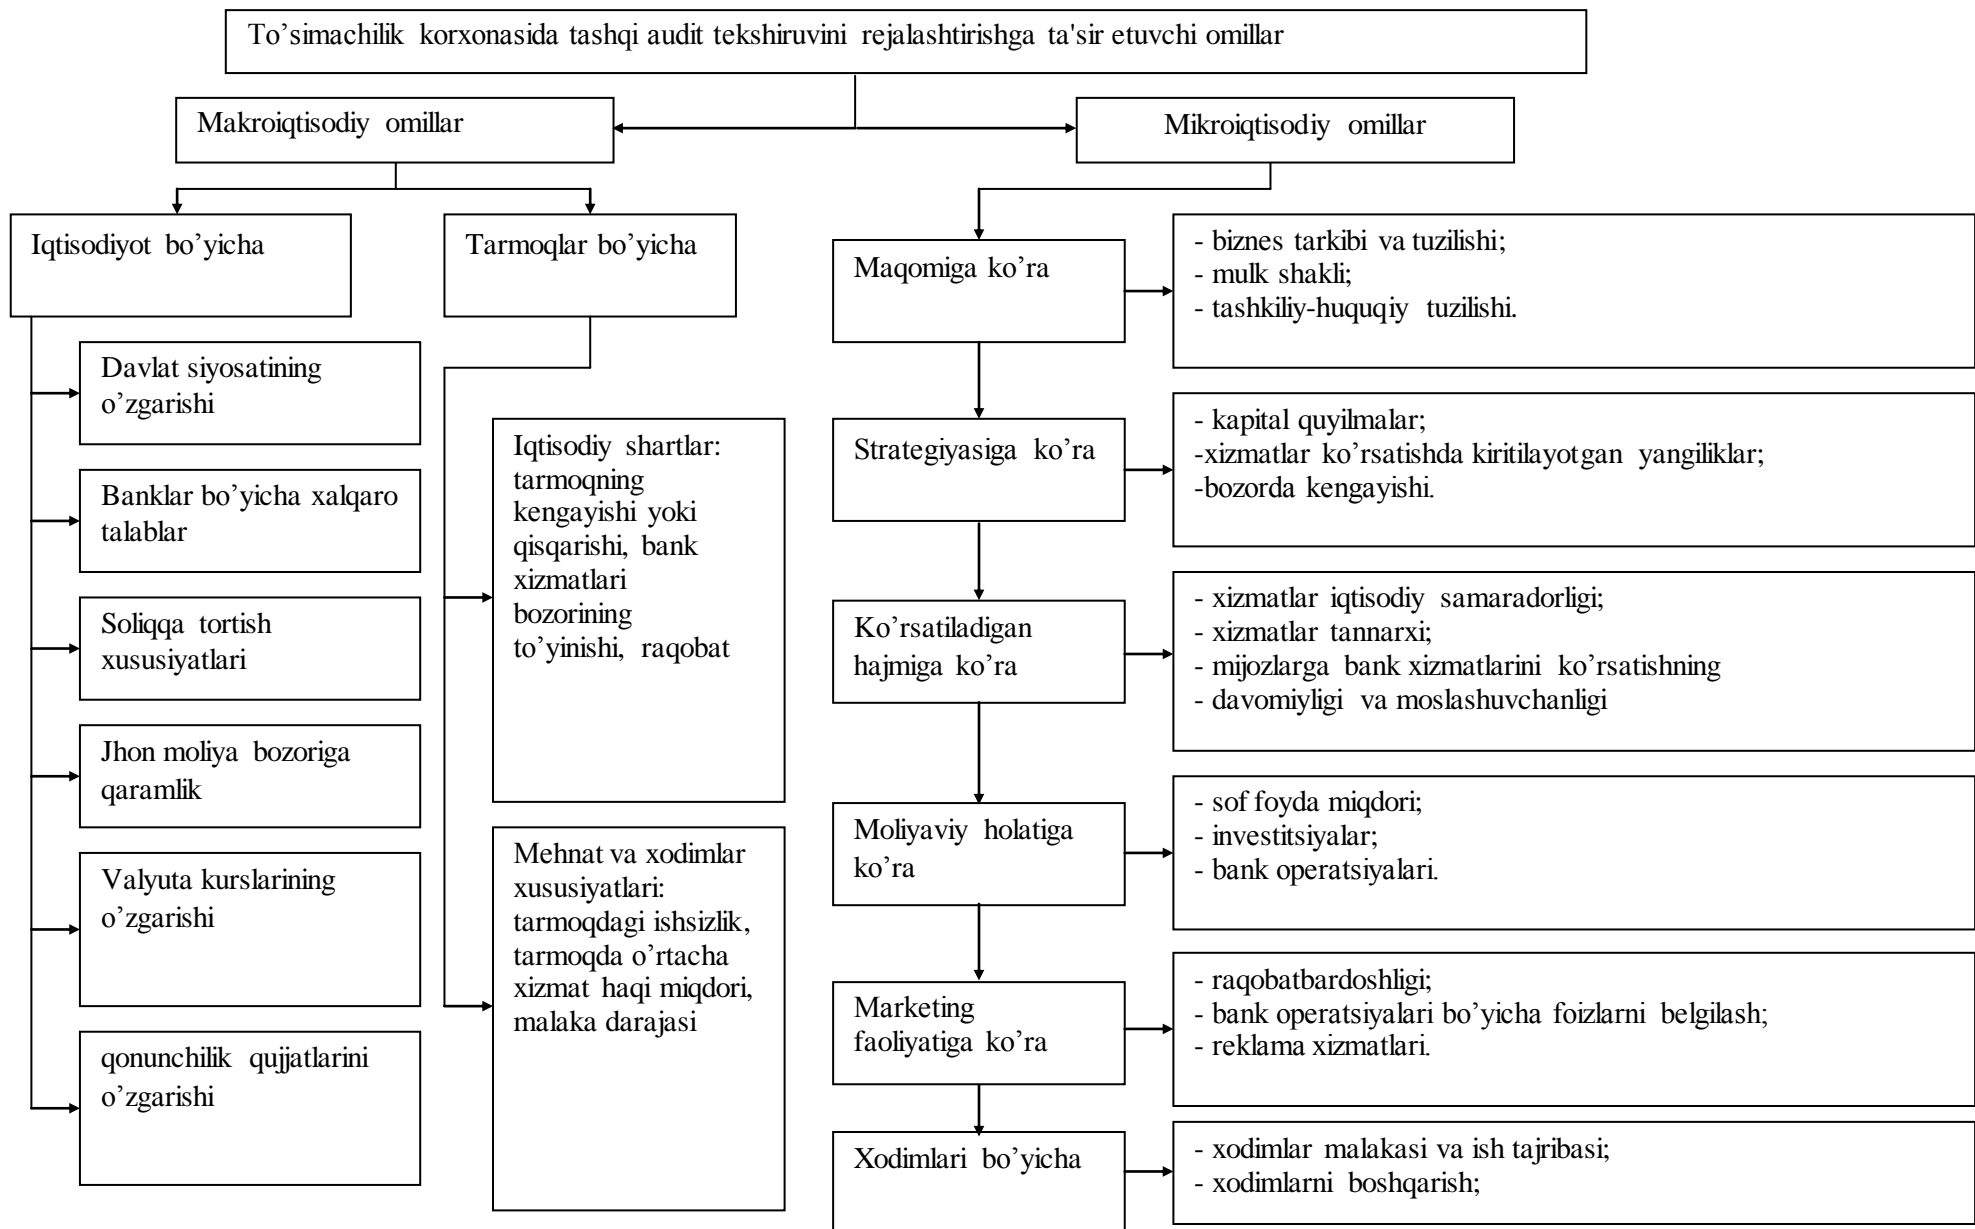 To’simachilik korxonasida tashqi audit tekshiruvini rejalashtirishga ta'sir etuvchi omillar
Makroiqtisodiy omillar
Mikroiqtisodiy omillar
Iqtisodiyot bo’yicha
Tarmoqlar bo’yicha
Davlat siyosatining
o’zgarishi
Banklar bo’yicha xalqaro
talablar
Soliqqa tortish
xususiyatlari
Jhon moliya bozoriga
qaramlik
Valyuta kurslarining
o’zgarishi
qonunchilik qujjatlarini
o’zgarishi
Iqtisodiy shartlar:
tarmoqning
kengayishi yoki
qisqarishi, bank
xizmatlari
bozorining
to’yinishi, raqobat
Mehnat va xodimlar
xususiyatlari:
tarmoqdagi ishsizlik,
tarmoqda o’rtacha
xizmat haqi miqdori,
malaka darajasi
Maqomiga ko’ra
- biznes tarkibi va tuzilishi;
- mulk shakli;
- tashkiliy-huquqiy tuzilishi.
Strategiyasiga ko’ra
- kapital quyilmalar;
-xizmatlar ko’rsatishda kiritilayotgan yangiliklar;
-bozorda kengayishi.
Ko’rsatiladigan
hajmiga ko’ra
- xizmatlar iqtisodiy samaradorligi;
- xizmatlar tannarxi;
- mijozlarga bank xizmatlarini ko’rsatishning
- davomiyligi va moslashuvchanligi
Moliyaviy holatiga
ko’ra
- sof foyda miqdori;
- investitsiyalar;
- bank operatsiyalari.
Marketing
faoliyatiga ko’ra
- raqobatbardoshligi;
- bank operatsiyalari bo’yicha foizlarni belgilash;
- reklama xizmatlari.
Xodimlari bo’yicha
- xodimlar malakasi va ish tajribasi;
- xodimlarni boshqarish;